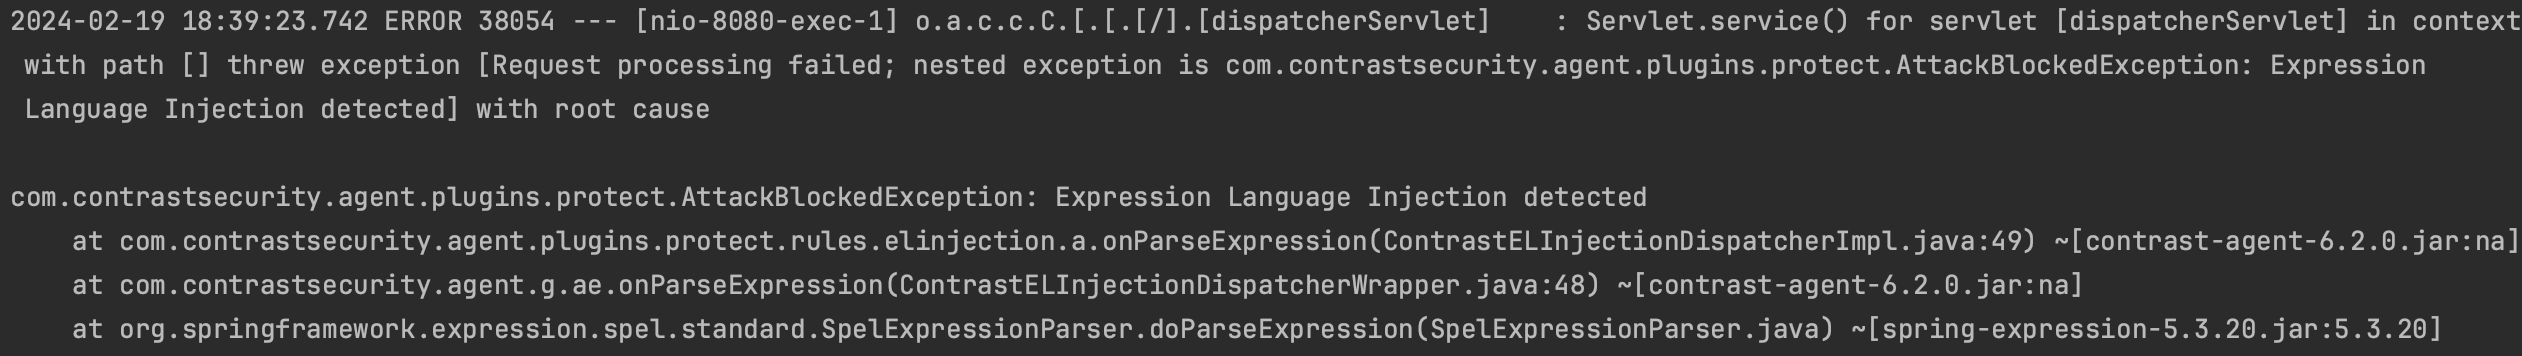 2024-02-19 18:39:23.742 ERROR 38054 --- [nio-8080-exec-1] o.a.c.c.C.[.[.[/].[dispatcherServlet]    : Servlet.service() for servlet [dispatcherServlet] in context
with path [] threw exception [Request processing failed; nested exception is com.contrastsecurity.agent.plugins.protect.AttackBlockedException: Expression
Language Injection detected] with root cause
com.contrastsecurity.agent.plugins.protect.AttackBlockedException: Expression Language Injection detected
at com.contrastsecurity.agent.plugins.protect.rules.elinjection.a.onParseExpression(ContrastELInjectionDispatcherImpl.java:49) ~[contrast-agent-6.2.0.jar:na]
at com.contrastsecurity.agent.g.ae.onParseExpression(ContrastELInjectionDispatcherWrapper.java:48) ~[contrast-agent-6.2.0.jar:na]
at org.springframework.expression.spel.standard.SpelExpressionParser.doParseExpression(SpelExpressionParser.java) ~[spring-expression-5.3.20.jar:5.3.20]